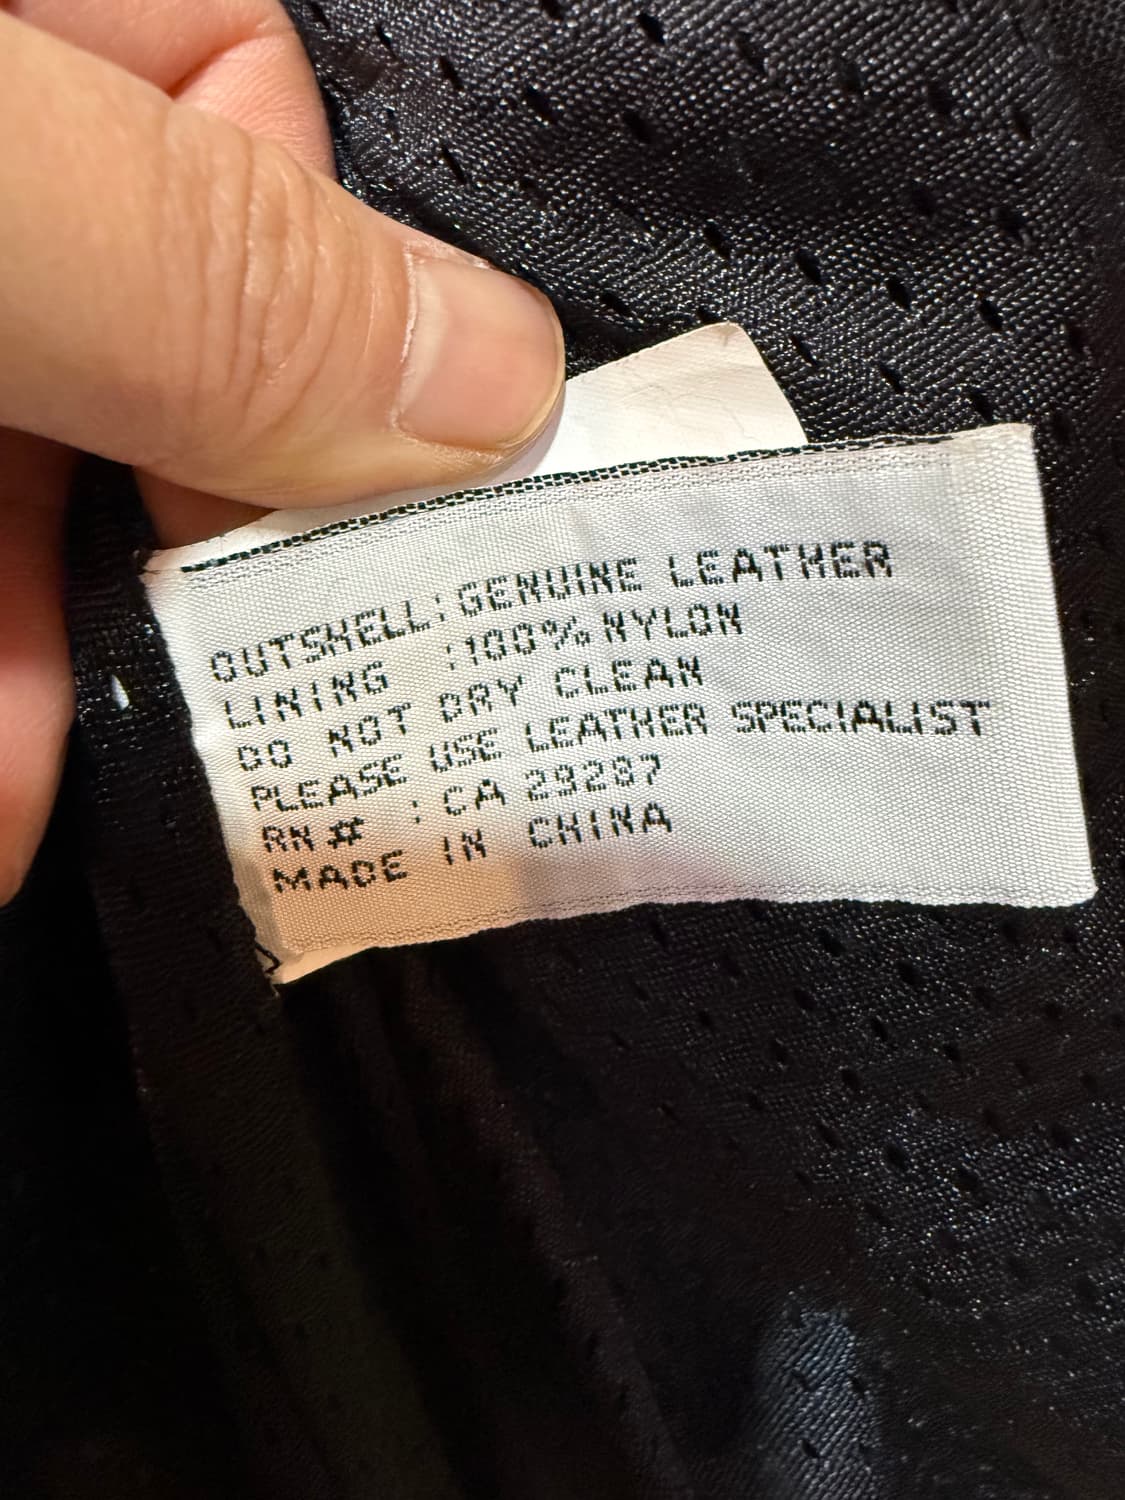 OUTSHELL:GENUINE LEATHER
LINING :100% NYLON
DO NOT DRY CLEAN
PLEASE USE LEATHER SPECIALIST
RN# : CA 29287
MADE IN CHINA